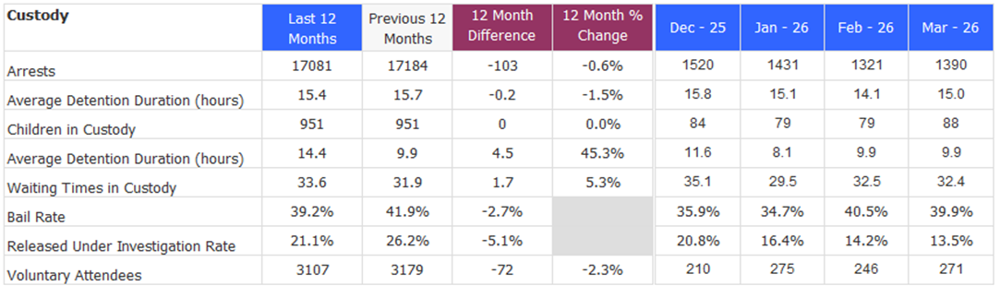 Custody Last 12 Months Previous 12 Months 12 Month Difference 12 Month % Change Dec - 25 Jan - 26 Feb - 26 Mar - 26
Arrests 17081 17184 -103 -0.6% 1520 1431 1321 1390
Average Detention Duration (hours) 15.4 15.7 -0.2 -1.5% 15.8 15.1 14.1 15.0
Children in Custody 951 951 0 0.0% 84 79 79 88
Average Detention Duration (hours) 14.4 9.9 4.5 45.3% 11.6 8.1 9.9 9.9
Waiting Times in Custody 33.6 31.9 1.7 5.3% 35.1 29.5 32.5 32.4
Bail Rate 39.2% 41.9% -2.7% 35.9% 34.7% 40.5% 39.9%
Released Under Investigation Rate 21.1% 26.2% -5.1% 20.8% 16.4% 14.2% 13.5%
Voluntary Attendees 3107 3179 -72 -2.3% 210 275 246 271